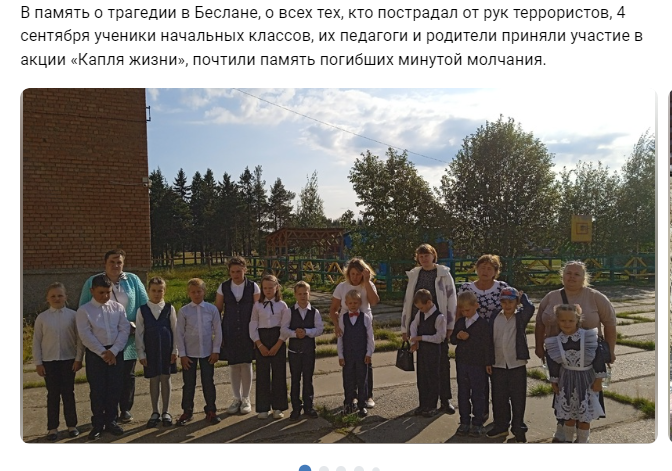 В память о трагедии в Беслане, о всех тех, кто пострадал от рук террористов, 4
сентября ученики начальных классов, их педагоги и родители приняли участие в
акции «Капля жизни», почтили память погибших минутой молчания.